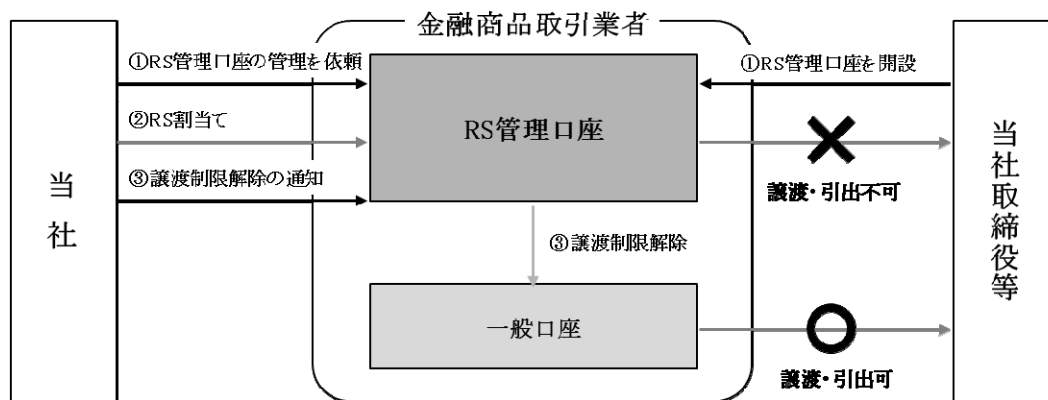 金融商品取引業者
①RS管理口座の管理を依頼
①RS管理口座を開設
②RS割当て
RS管理口座
③譲渡制限解除の通知
譲渡・引出不可
当社
当社取締役等
③譲渡制限解除
一般口座
譲渡・引出可